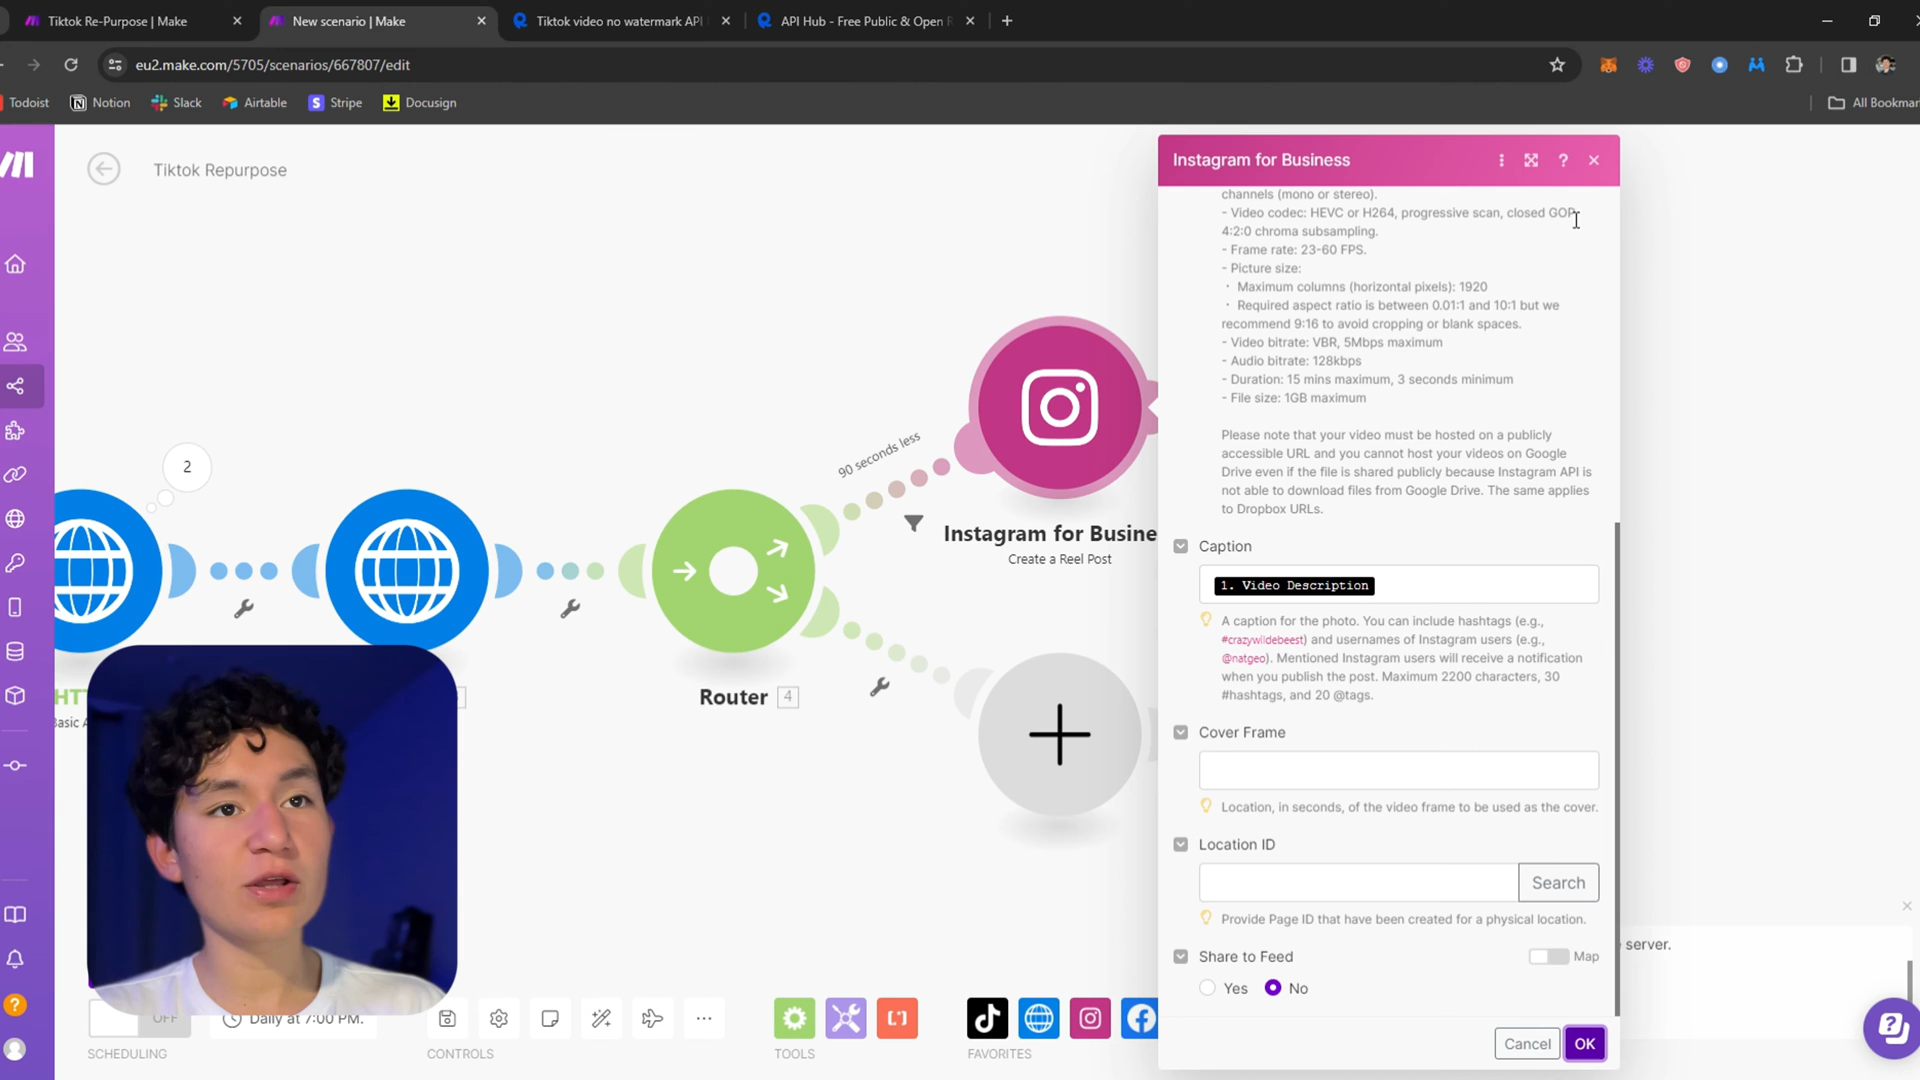 Tiktok Re-Purpose | Make
New scenario | Make
Tiktok video no watermark API
API Hub - Free Public & Open
eu2.make.com/5705/scenarios/667807/edit
Todoist
Notion
Slack
Airtable
Stripe
Docusign
All Bookmar
Tiktok Repurpose
Instagram for Business
channels (mono or stereo).
- Video codec: HEVC or H264, progressive scan, closed GOP,
4:2:0 chroma subsampling.
- Frame rate: 23-60 FPS.
- Picture size:
· Maximum columns (horizontal pixels): 1920
· Required aspect ratio is between 0.01:1 and 10:1 but we
recommend 9:16 to avoid cropping or blank spaces.
- Video bitrate: VBR, 5Mbps maximum
- Audio bitrate: 128kbps
- Duration: 15 mins maximum, 3 seconds minimum
- File size: 1GB maximum
Please note that your video must be hosted on a publicly
accessible URL and you cannot host your videos on Google
Drive even if the file is shared publicly because Instagram API is
not able to download files from Google Drive. The same applies
to Dropbox URLs.
Caption
1. Video Description
A caption for the photo. You can include hashtags (e.g.,
#crazywildebeest) and usernames of Instagram users (e.g.,
@natgeo). Mentioned Instagram users will receive a notification
when you publish the post. Maximum 2200 characters, 30
#hashtags, and 20 @tags.
Cover Frame
Location, in seconds, of the video frame to be used as the cover.
Location ID
Search
Provide Page ID that have been created for a physical location.
Share to Feed
Map
Yes
No
Cancel
OK
2
90 seconds less
Instagram for Busine
Create a Reel Post
HT
Basic A
Router 4
server.
OFF
Daily at 7:00 PM.
SCHEDULING
CONTROLS
TOOLS
FAVORITES